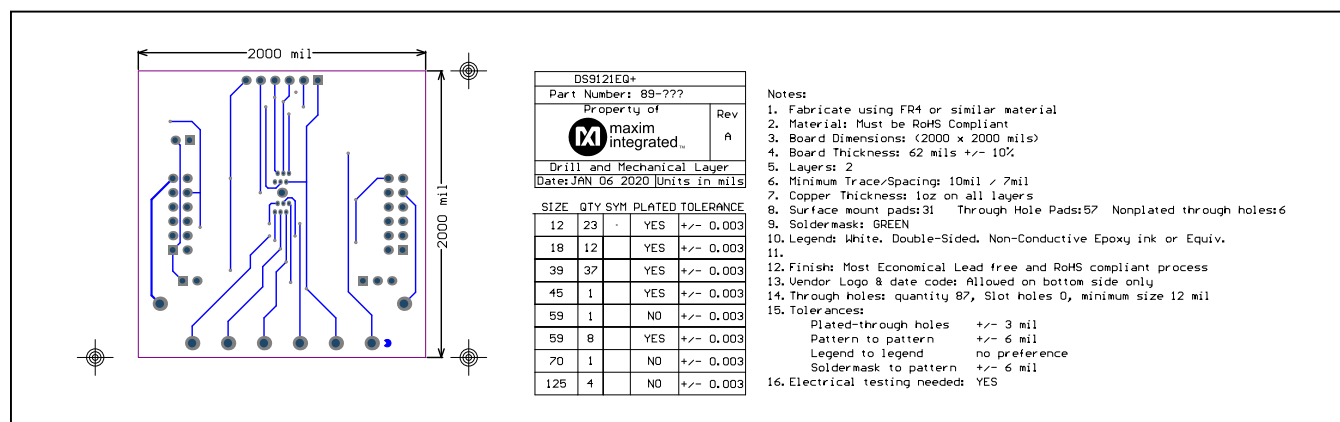 2000 mil
2000 mil
DS9121EQ+
Part Number: 89-???
Property of
maxim
integrated™
Rev
A
Drill and Mechanical Layer
Date:JAN 06 2020 Units in mils
SIZE QTY SYM PLATED TOLERANCE
12 23 YES +/- 0.003
18 12 YES +/- 0.003
39 37 YES +/- 0.003
45 1 YES +/- 0.003
59 1 NO +/- 0.003
59 8 YES +/- 0.003
70 1 NO +/- 0.003
125 4 NO +/- 0.003
Notes:
1. Fabricate using FR4 or similar material
2. Material: Must be RoHS Compliant
3. Board Dimensions: (2000 x 2000 mils)
4. Board Thickness: 62 mils +/- 10%
5. Layers: 2
6. Minimum Trace/Spacing: 10mil / 7mil
7. Copper Thickness: 1oz on all layers
8. Surface mount pads:31 Through Hole Pads:57 Nonplated through holes:6
9. Soldermask: GREEN
10. Legend: White. Double-Sided. Non-Conductive Epoxy ink or Equiv.
11.
12. Finish: Most Economical Lead free and RoHS compliant process
13. Vendor Logo & date code: Allowed on bottom side only
14. Through holes: quantity 87, Slot holes 0, minimum size 12 mil
15. Tolerances:
Plated-through holes +/- 3 mil
Pattern to pattern +/- 6 mil
Legend to legend no preference
Soldermask to pattern +/- 6 mil
16. Electrical testing needed: YES